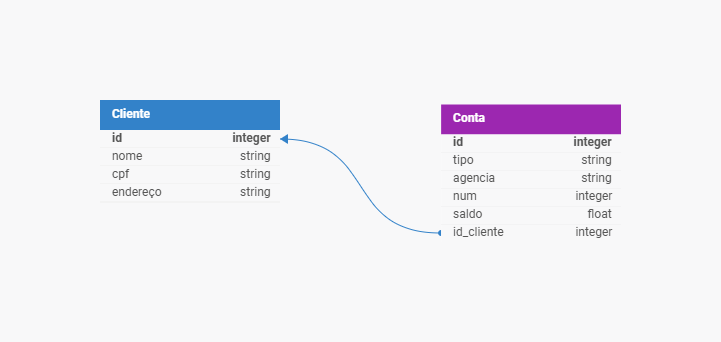 Cliente
id integer
nome string
cpf string
endereço string
Conta
id integer
tipo string
agencia string
num integer
saldo float
id_cliente integer